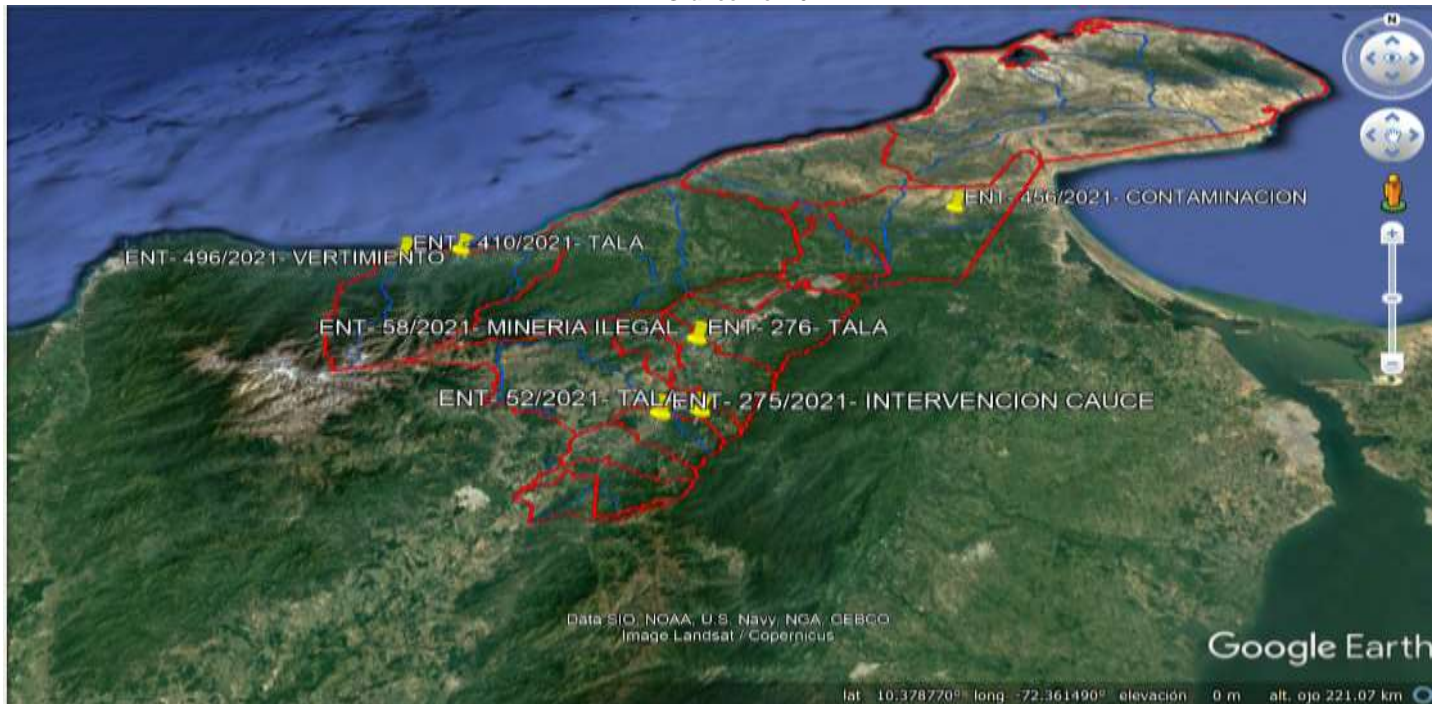 N
ENT- 456/2021- CONTAMINACION
ENT - 410/2021- TALA
ENT- 496/2021- VERTIMIENTO
ENT- 58/2021- MINERIA ILEGAL
ENT- 276- TALA
ENT- 52/2021- TALA
ENT- 275/2021- INTERVENCION CAUCE
Data SIO, NOAA, U.S. Navy, NGA, GEBCO
Image Landsat / Copernicus
Google Earth
lat 10.378770° long -72.361490° elevación 0 m alt. ojo 221.07 km